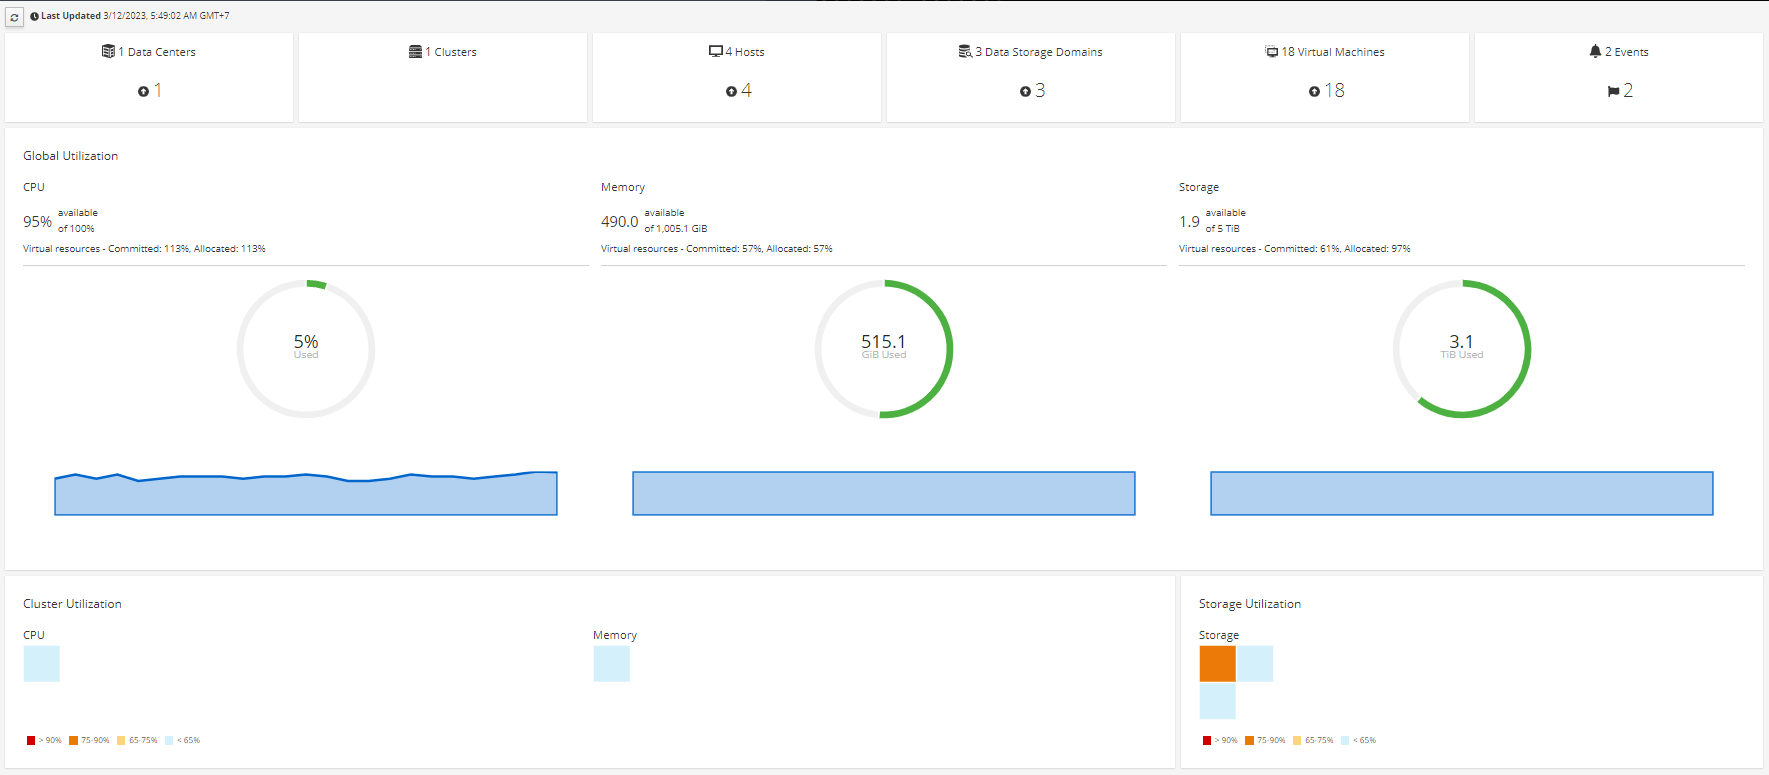 Last Updated 3/12/2023, 5:49:02 AM GMT+7
1 Data Centers
1
1 Clusters
4 Hosts
4
3 Data Storage Domains
3
18 Virtual Machines
18
2 Events
2
Global Utilization
CPU
95% available
of 100%
Virtual resources - Committed: 113%, Allocated: 113%
5%
Used
Memory
490.0 available
of 1,005.1 GiB
Virtual resources - Committed: 57%, Allocated: 57%
515.1
GiB Used
Storage
1.9 available
of 5 TiB
Virtual resources - Committed: 61%, Allocated: 97%
3.1
TiB Used
Cluster Utilization
CPU
Memory
> 90% 75-90% 65-75% < 65%
Storage Utilization
Storage
> 90% 75-90% 65-75% < 65%